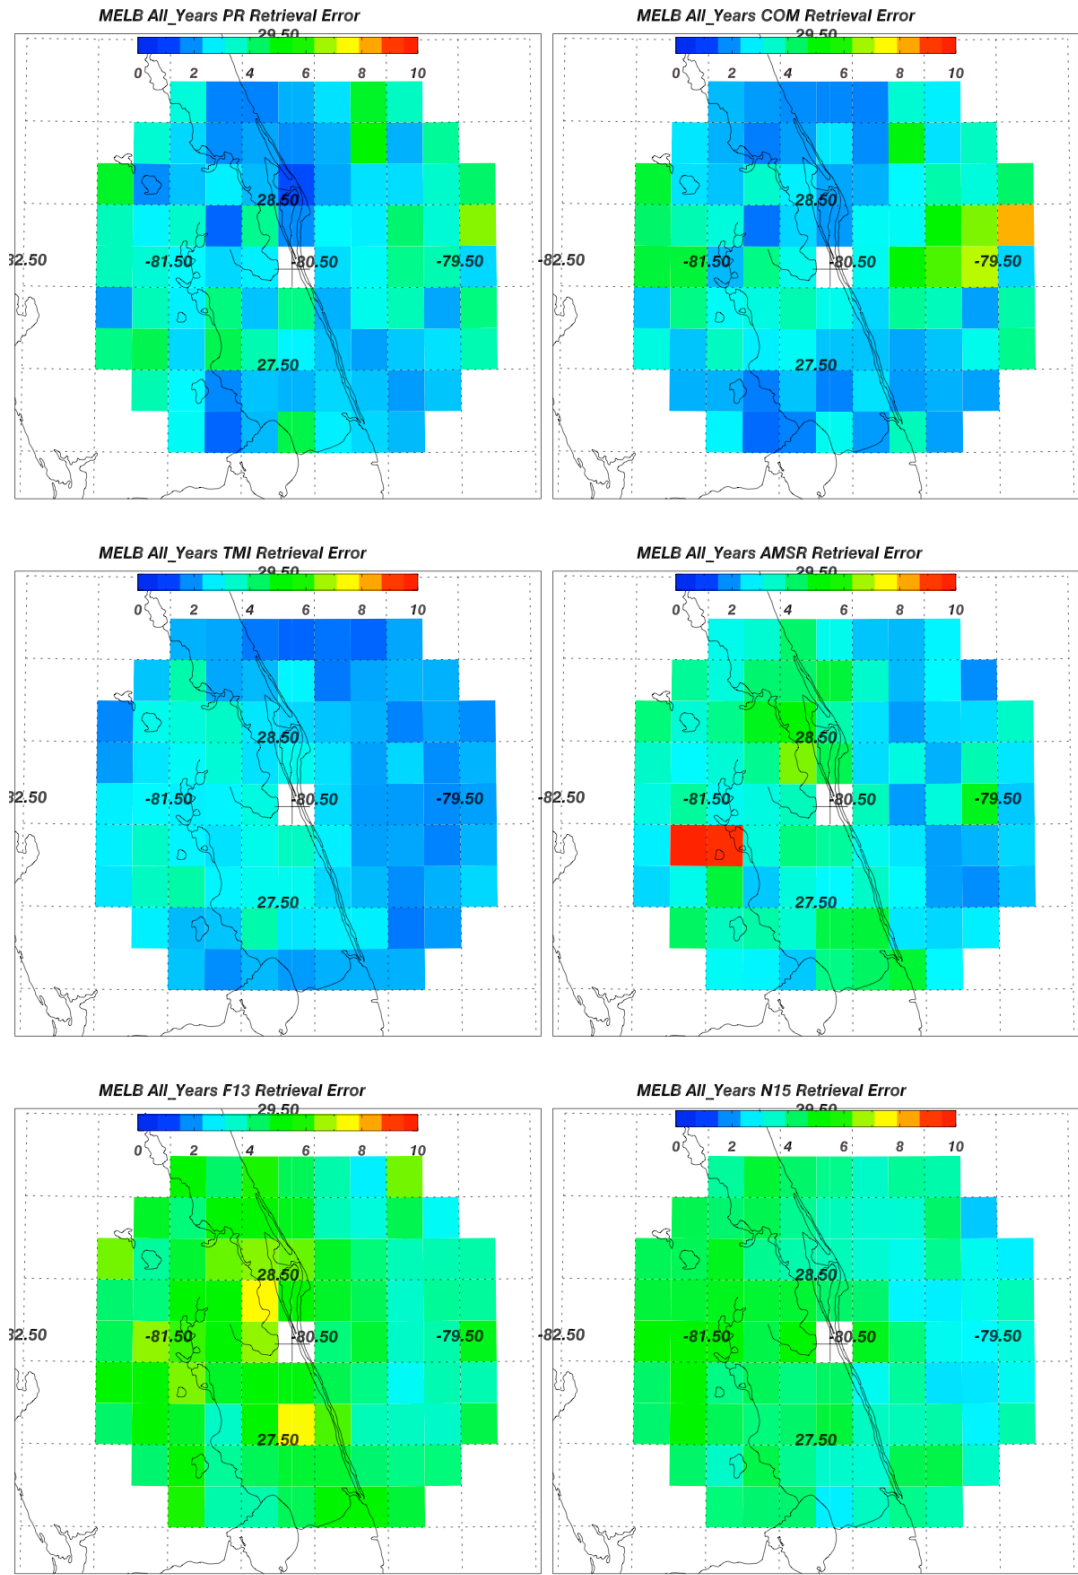 MELB All_Years PR Retrieval Error
29.50
0 2 4 6 8 10
28.50
32.50 -81.50 -80.50 -79.50
27.50
MELB All_Years COM Retrieval Error
29.50
0 2 4 6 8 10
28.50
-82.50 -81.50 -80.50 -79.50
27.50
MELB All_Years TMI Retrieval Error
29.50
0 2 4 6 8 10
28.50
32.50 -81.50 -80.50 -79.50
27.50
MELB All_Years AMSR Retrieval Error
29.50
0 2 4 6 8 10
28.50
-82.50 -81.50 -80.50 -79.50
27.50
MELB All_Years F13 Retrieval Error
29.50
0 2 4 6 8 10
28.50
32.50 -81.50 -80.50 -79.50
27.50
MELB All_Years N15 Retrieval Error
29.50
0 2 4 6 8 10
28.50
-82.50 -81.50 -80.50 -79.50
27.50